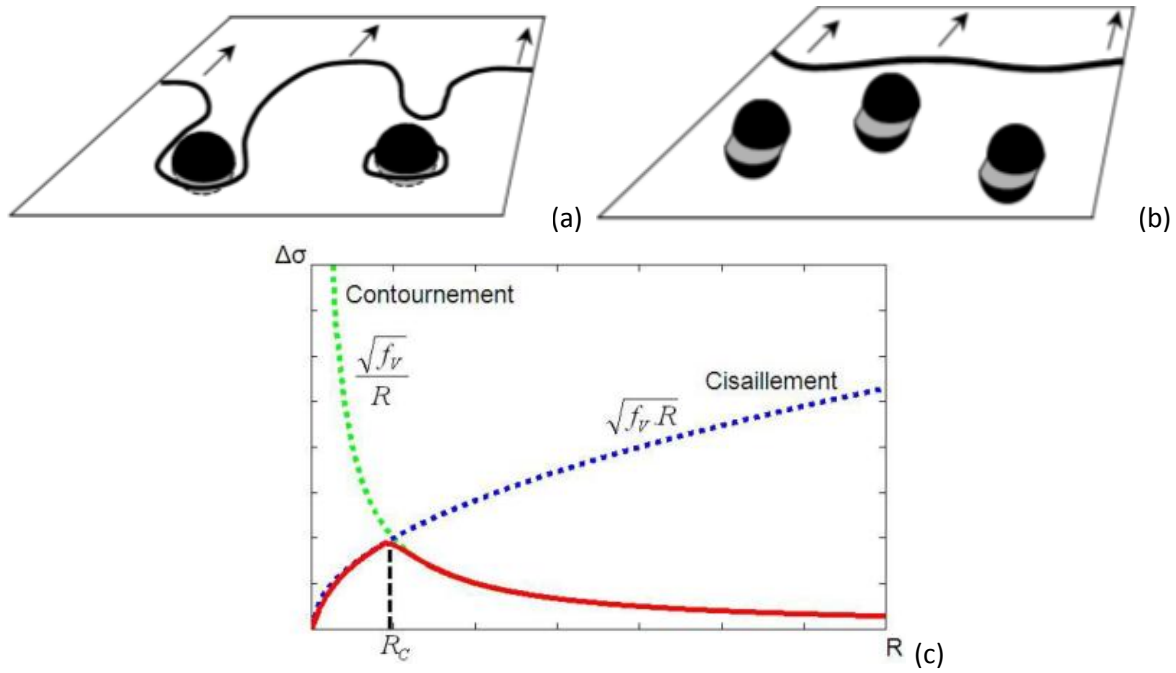 (a)
(b)
Δσ
Contournement
√f_V
R
Cisaillement
√f_V.R
R_C
R
(c)